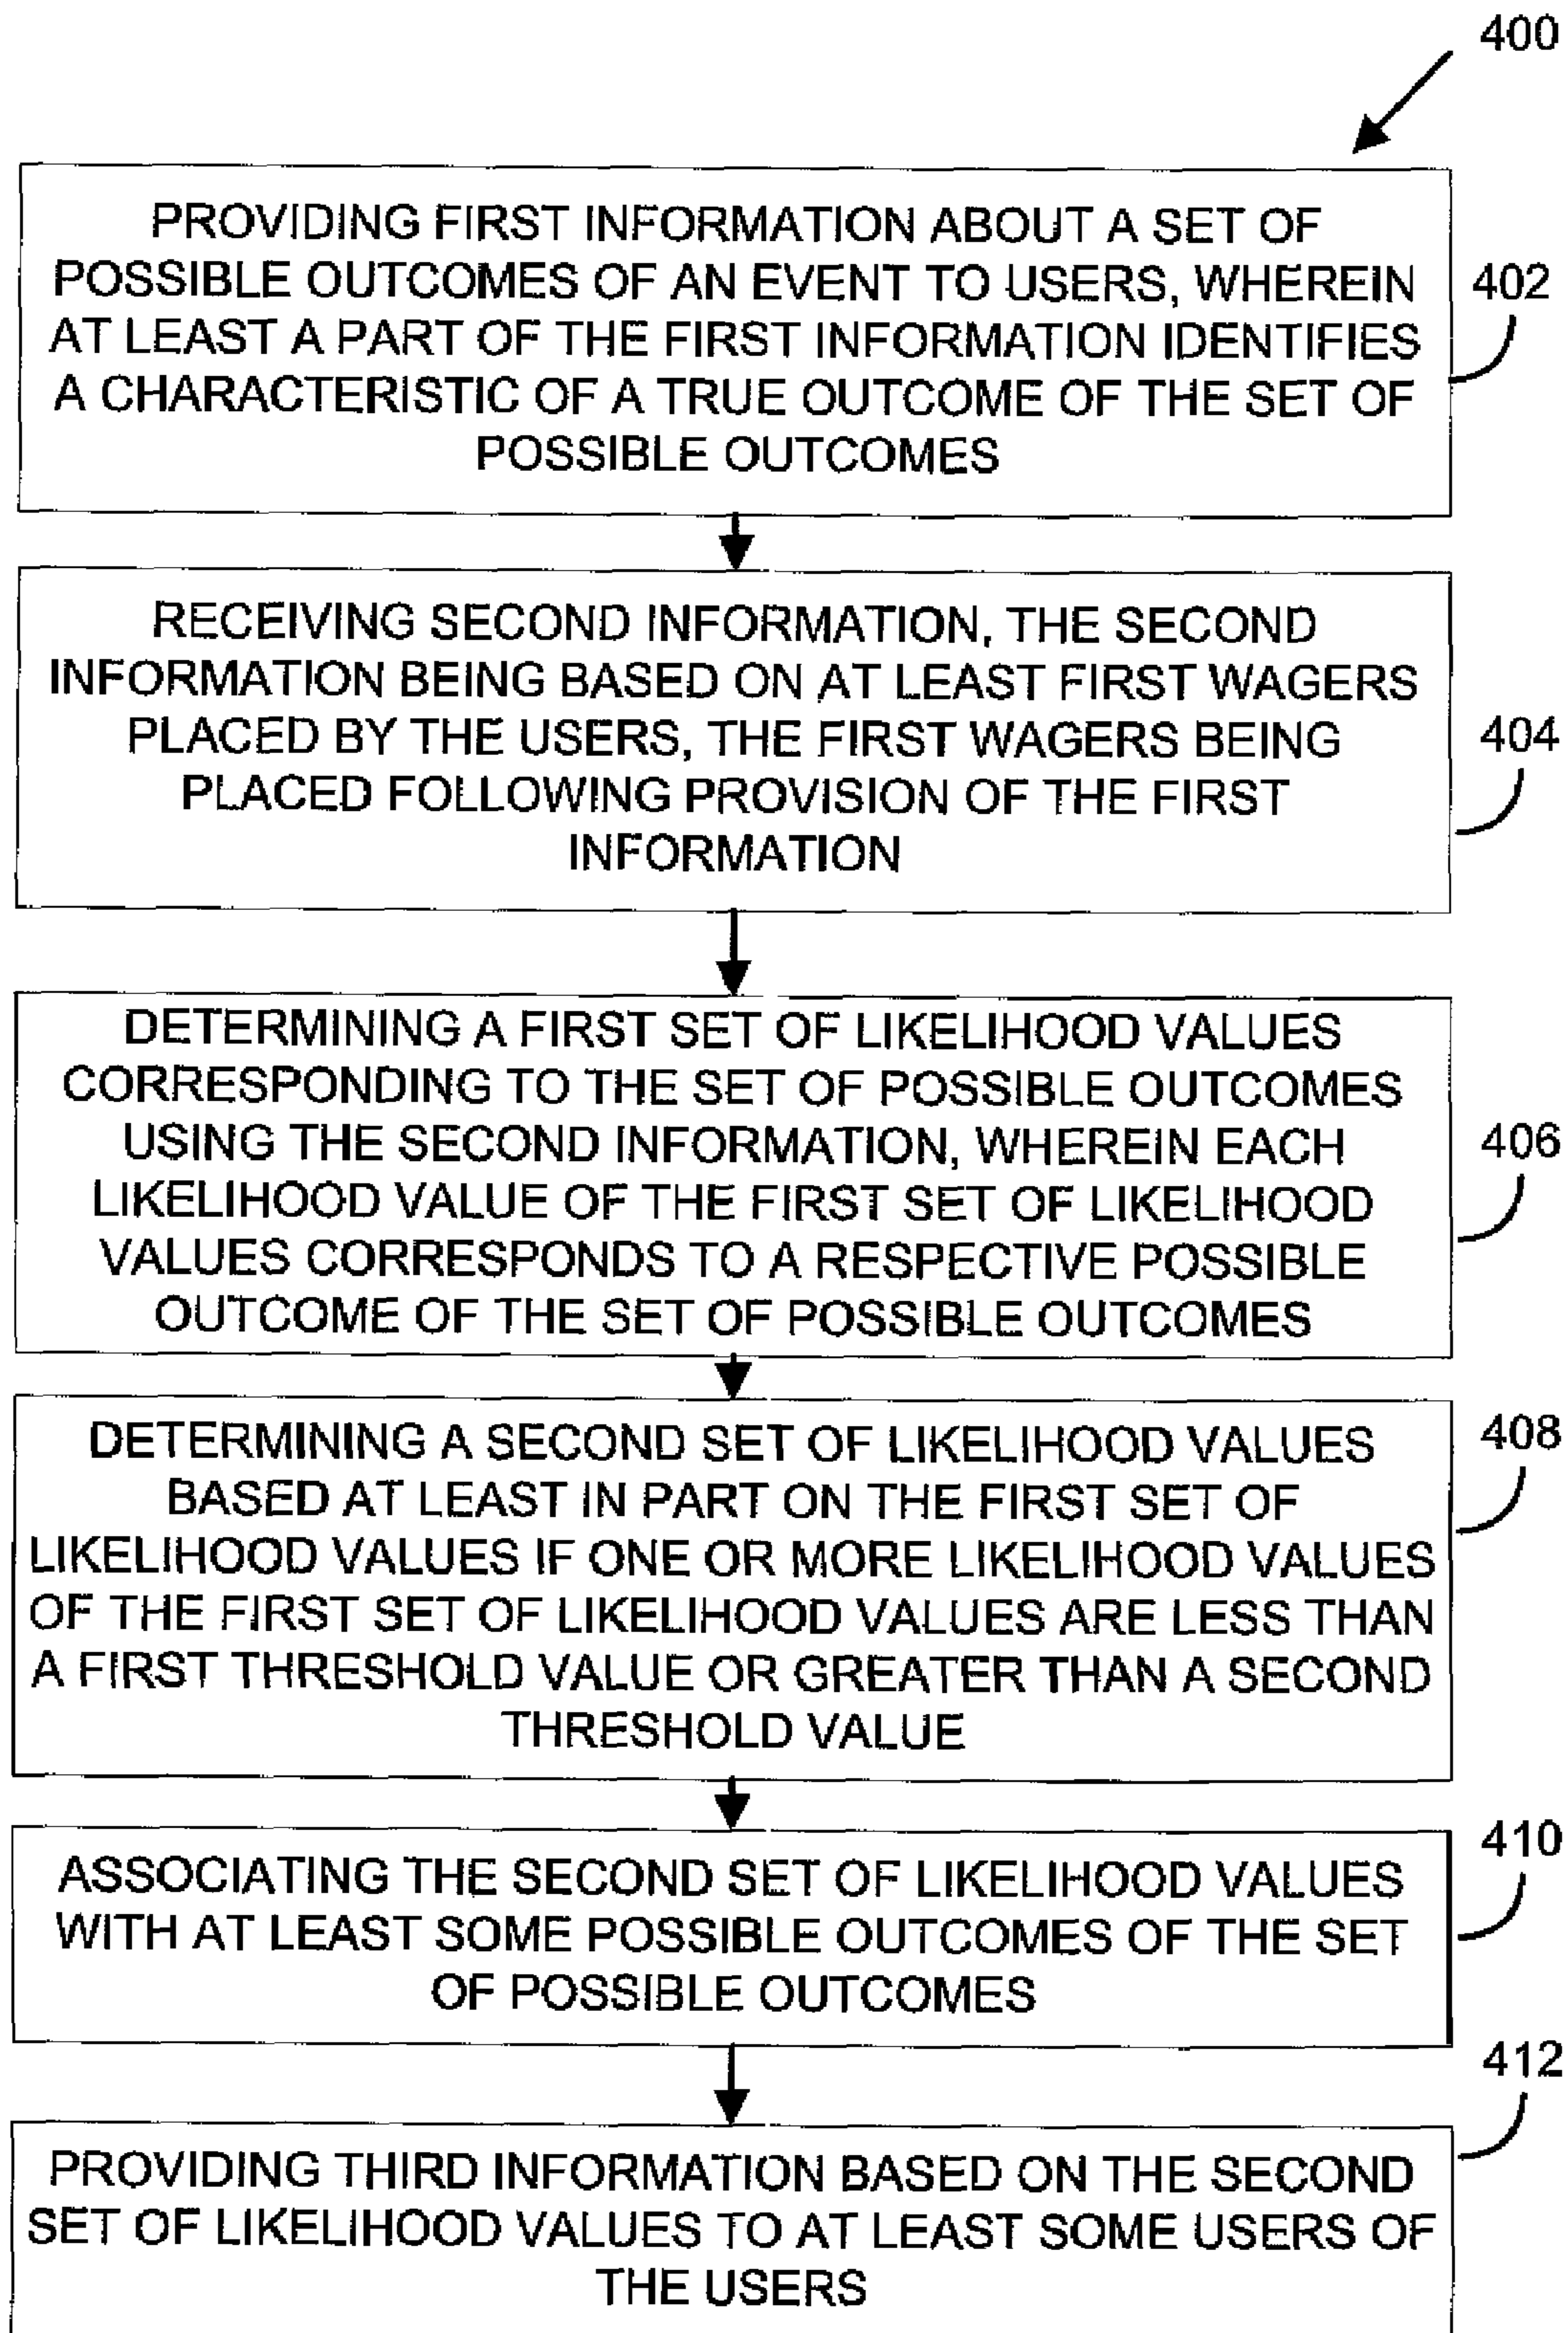 400
PROVIDING FIRST INFORMATION ABOUT A SET OF
POSSIBLE OUTCOMES OF AN EVENT TO USERS, WHEREIN
AT LEAST A PART OF THE FIRST INFORMATION IDENTIFIES
A CHARACTERISTIC OF A TRUE OUTCOME OF THE SET OF
POSSIBLE OUTCOMES
402
RECEIVING SECOND INFORMATION, THE SECOND
INFORMATION BEING BASED ON AT LEAST FIRST WAGERS
PLACED BY THE USERS, THE FIRST WAGERS BEING
PLACED FOLLOWING PROVISION OF THE FIRST
INFORMATION
404
DETERMINING A FIRST SET OF LIKELIHOOD VALUES
CORRESPONDING TO THE SET OF POSSIBLE OUTCOMES
USING THE SECOND INFORMATION, WHEREIN EACH
LIKELIHOOD VALUE OF THE FIRST SET OF LIKELIHOOD
VALUES CORRESPONDS TO A RESPECTIVE POSSIBLE
OUTCOME OF THE SET OF POSSIBLE OUTCOMES
406
DETERMINING A SECOND SET OF LIKELIHOOD VALUES
BASED AT LEAST IN PART ON THE FIRST SET OF
LIKELIHOOD VALUES IF ONE OR MORE LIKELIHOOD VALUES
OF THE FIRST SET OF LIKELIHOOD VALUES ARE LESS THAN
A FIRST THRESHOLD VALUE OR GREATER THAN A SECOND
THRESHOLD VALUE
408
ASSOCIATING THE SECOND SET OF LIKELIHOOD VALUES
WITH AT LEAST SOME POSSIBLE OUTCOMES OF THE SET
OF POSSIBLE OUTCOMES
410
PROVIDING THIRD INFORMATION BASED ON THE SECOND
SET OF LIKELIHOOD VALUES TO AT LEAST SOME USERS OF
THE USERS
412